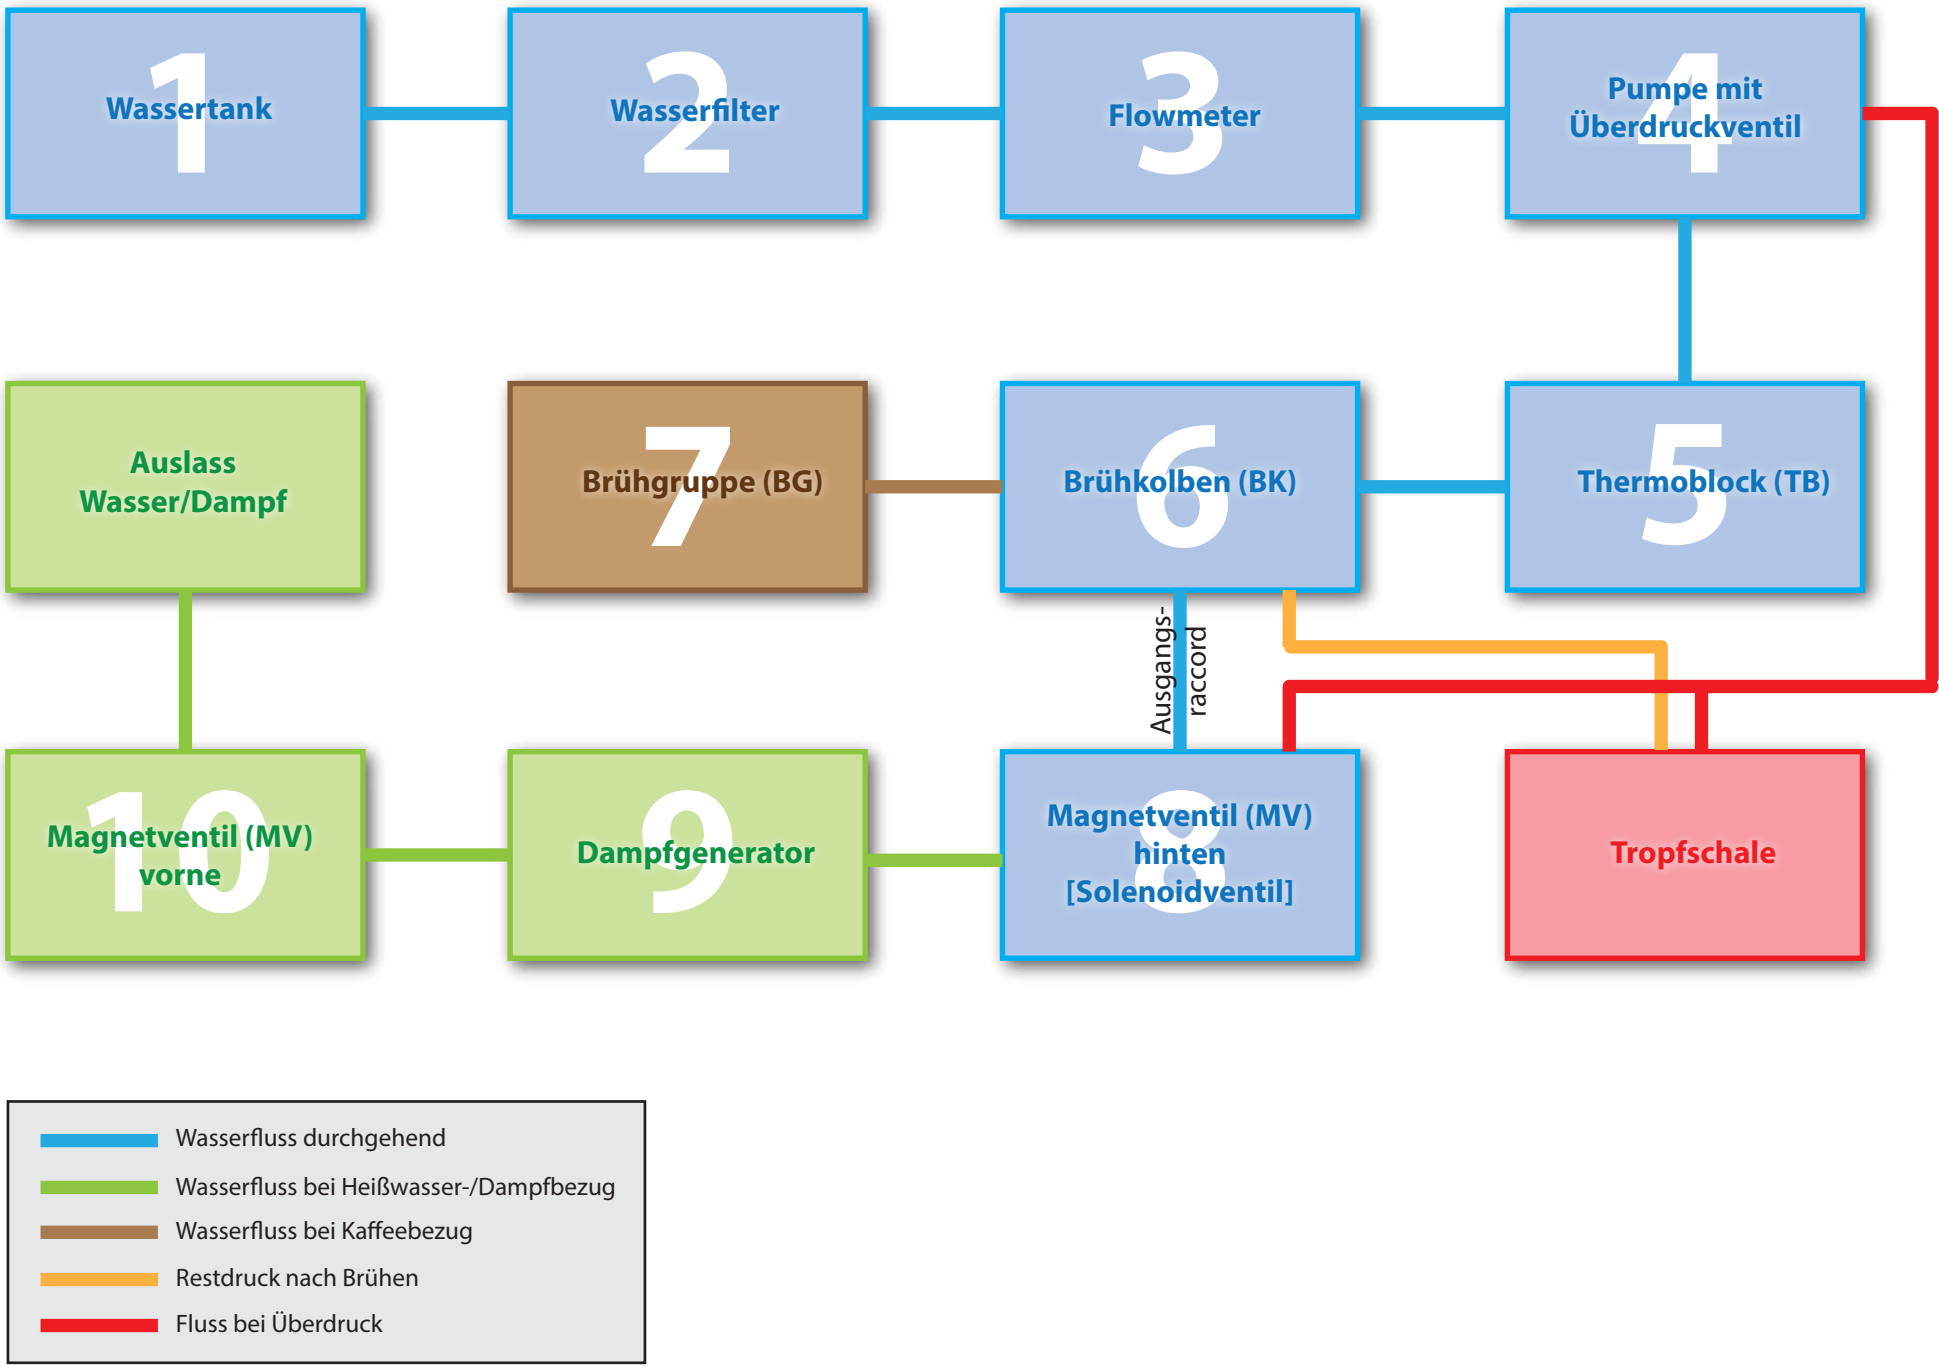 1
Wassertank
2
Wasserfilter
3
Flowmeter
4
Pumpe mit
Überdruckventil
Auslass
Wasser/Dampf
7
Brühgruppe (BG)
6
Brühkolben (BK)
5
Thermoblock (TB)
Ausgangs-
raccord
10
Magnetventil (MV)
vorne
9
Dampfgenerator
8
Magnetventil (MV)
hinten
[Solenoidventil]
Tropfschale
Wasserfluss durchgehend
Wasserfluss bei Heißwasser-/Dampfbezug
Wasserfluss bei Kaffeebezug
Restdruck nach Brühen
Fluss bei Überdruck